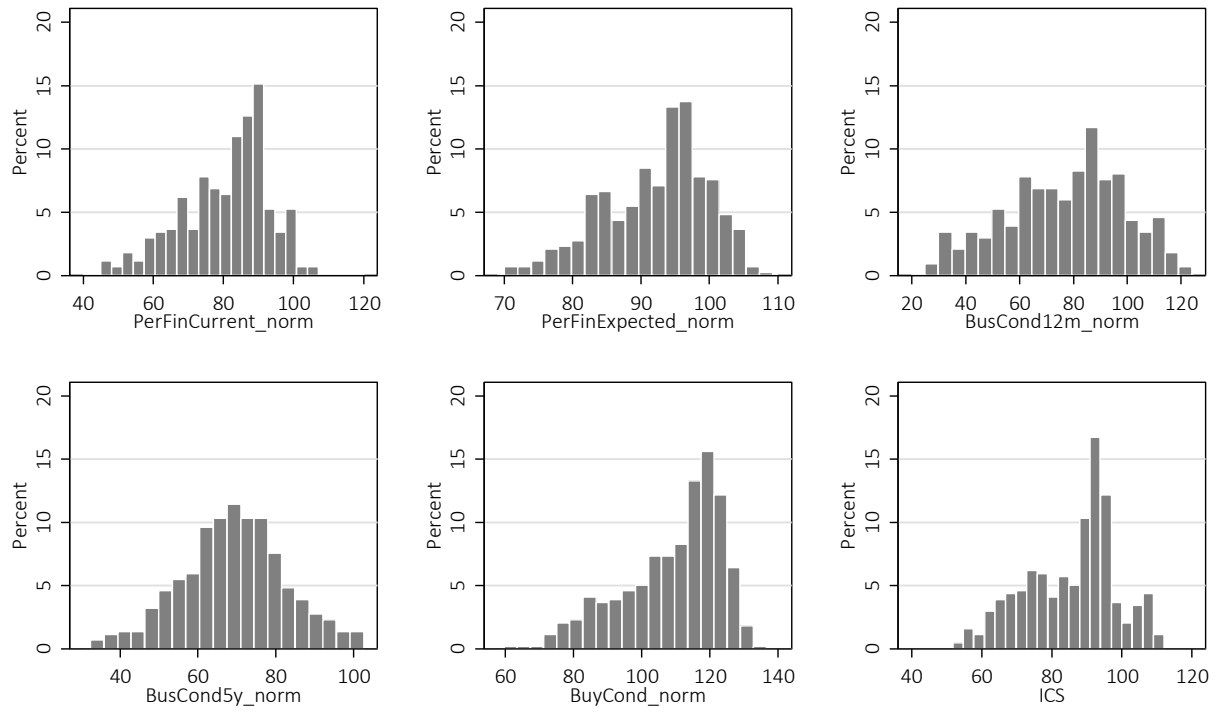 20
15
10
5
0
Percent
40 60 80 100 120
PerFinCurrent_norm
20
15
10
5
0
Percent
70 80 90 100 110
PerFinExpected_norm
20
15
10
5
0
Percent
20 40 60 80 100 120
BusCond12m_norm
20
15
10
5
0
Percent
40 60 80 100
BusCond5y_norm
20
15
10
5
0
Percent
60 80 100 120 140
BuyCond_norm
20
15
10
5
0
Percent
40 60 80 100 120
ICS